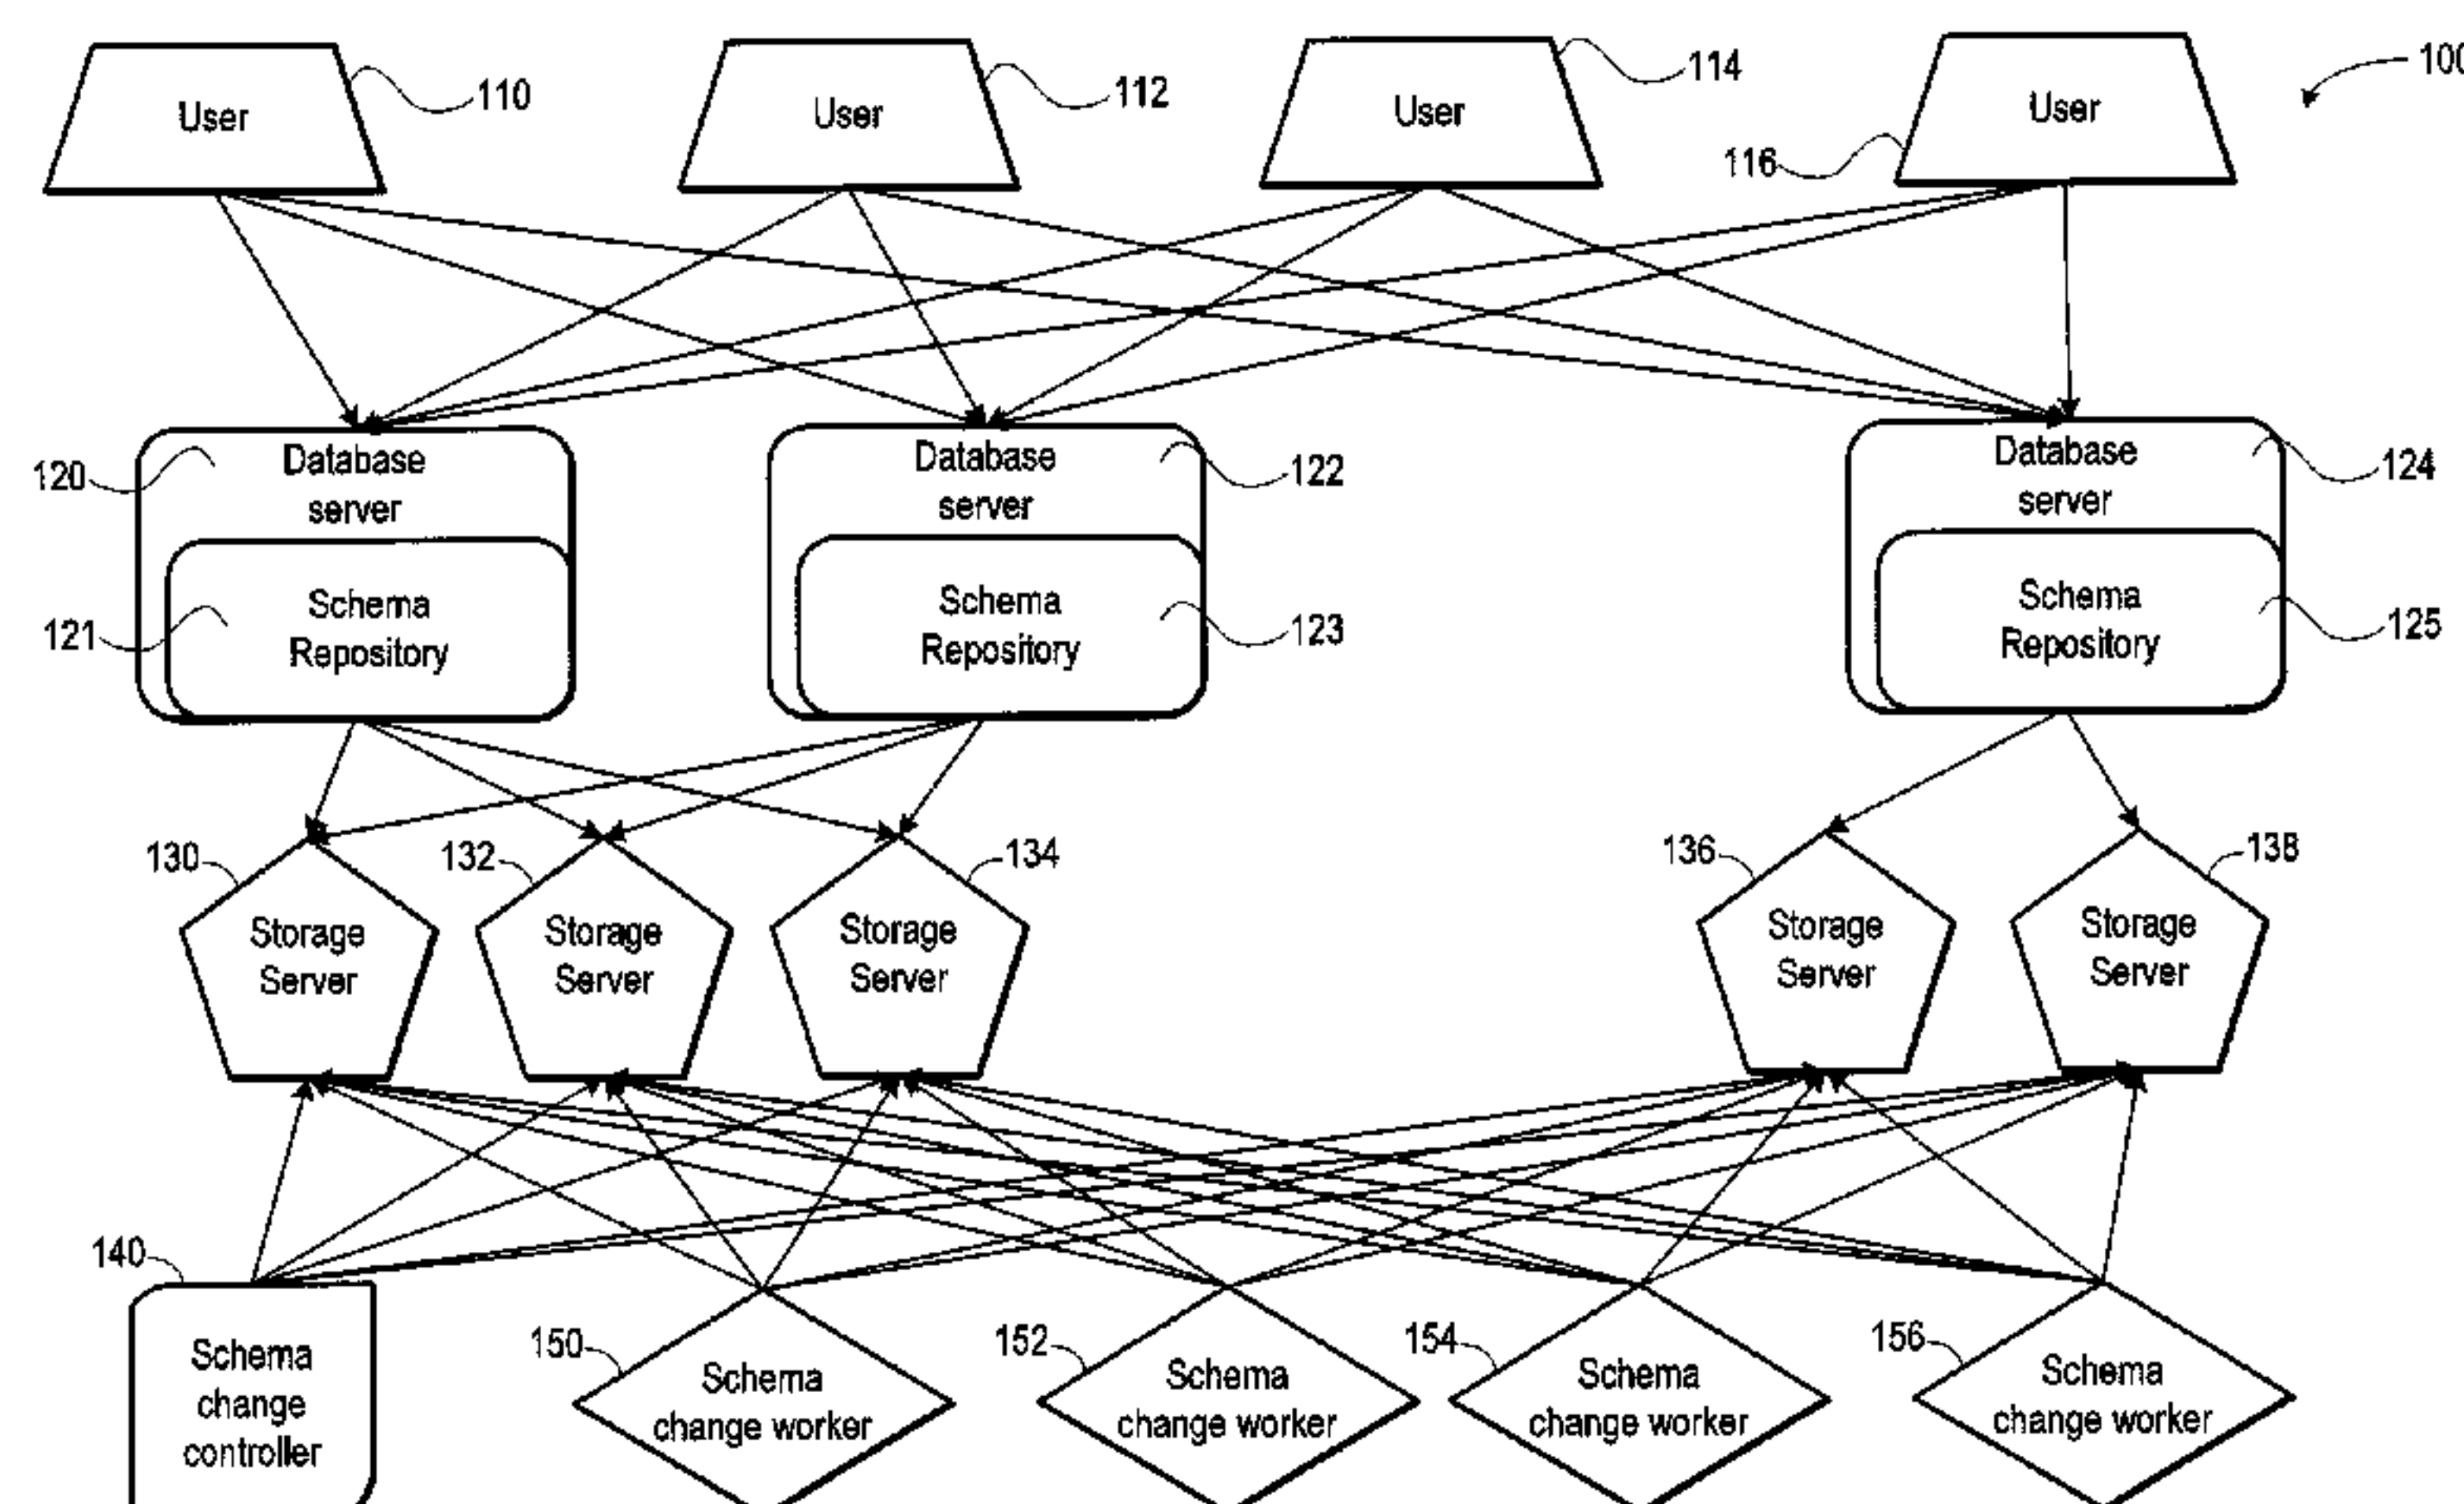 User
110
User
112
User
114
User
116
100
Database
server
120
Schema
Repository
121
Database
server
122
Schema
Repository
123
Database
server
124
Schema
Repository
125
130
Storage
Server
132
Storage
Server
134
Storage
Server
136
Storage
Server
138
Storage
Server
140
Schema
change
controller
150
Schema
change worker
152
Schema
change worker
154
Schema
change worker
156
Schema
change worker